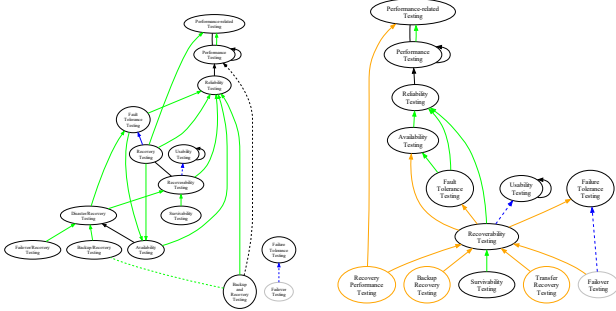 Performance-related
Testing
Performance
Testing
Reliability
Testing
Fault
Tolerance
Testing
Recovery
Testing
Usability
Testing
Recoverability
Testing
Disaster/Recovery
Testing
Survivability
Testing
Failover/Recovery
Testing
Backup/Recovery
Testing
Availability
Testing
Backup
and
Recovery
Testing
Failure
Tolerance
Testing
Failover
Testing
Performance-related
Testing
Performance
Testing
Reliability
Testing
Availability
Testing
Fault
Tolerance
Testing
Usability
Testing
Failure
Tolerance
Testing
Recoverability
Testing
Recovery
Performance
Testing
Backup
Recovery
Testing
Survivability
Testing
Transfer
Recovery
Testing
Failover
Testing